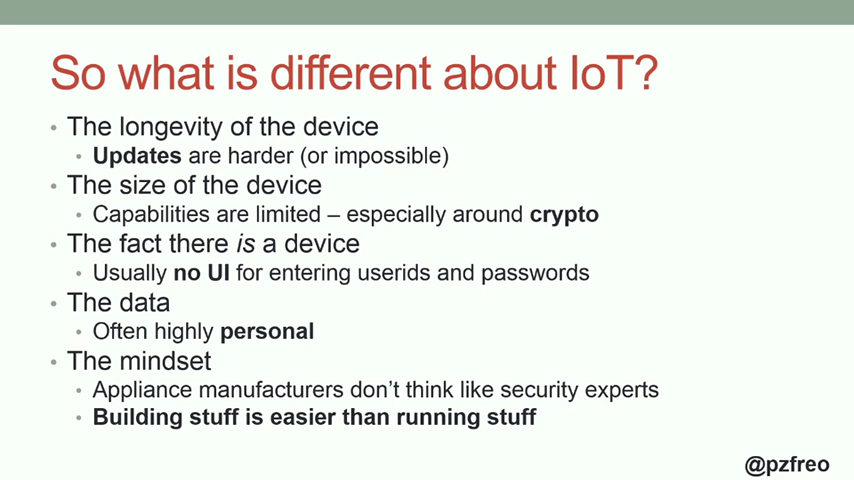 So what is different about IoT?
• The longevity of the device
• Updates are harder (or impossible)
• The size of the device
• Capabilities are limited – especially around crypto
• The fact there is a device
• Usually no UI for entering userids and passwords
• The data
• Often highly personal
• The mindset
• Appliance manufacturers don’t think like security experts
• Building stuff is easier than running stuff
@pzfreo